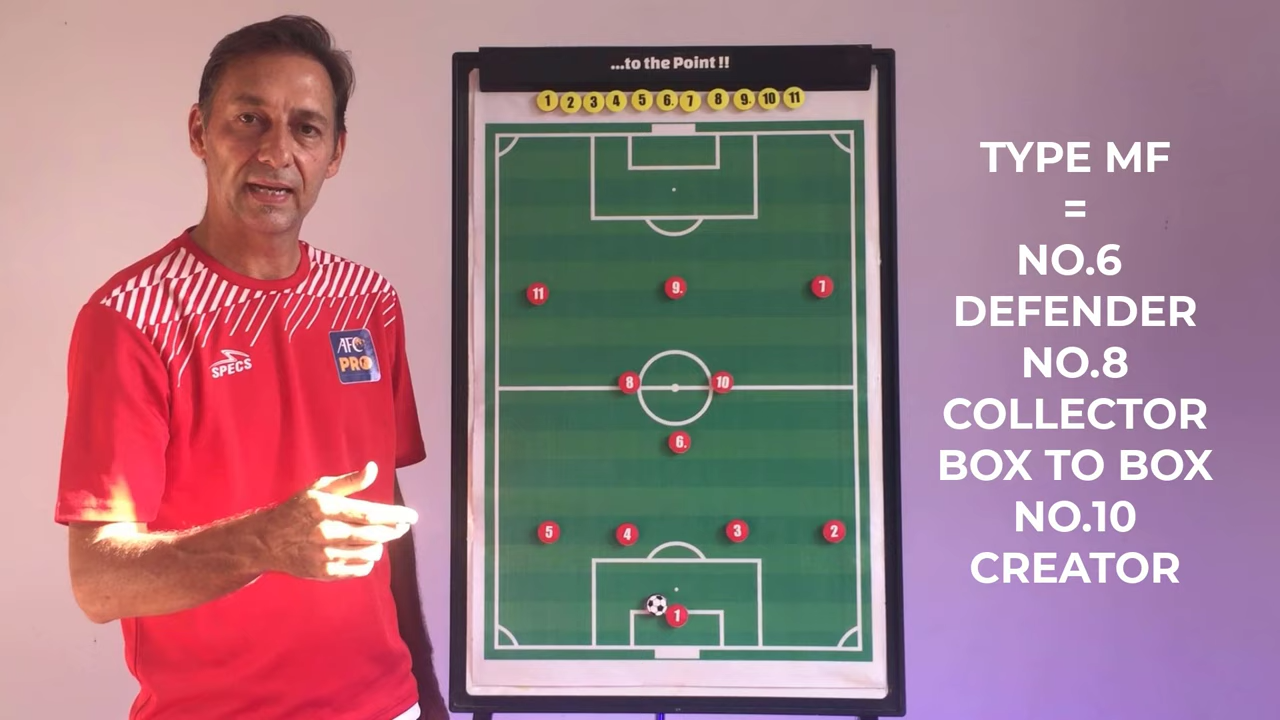 ...to the Point !!
1 2 3 4 5 6. 7 8 9. 10 11
11 9. 7
8 10
6.
5 4 3 2
1
SPECS
AFC
PRO
TYPE MF
=
NO.6
DEFENDER
NO.8
COLLECTOR
BOX TO BOX
NO.10
CREATOR